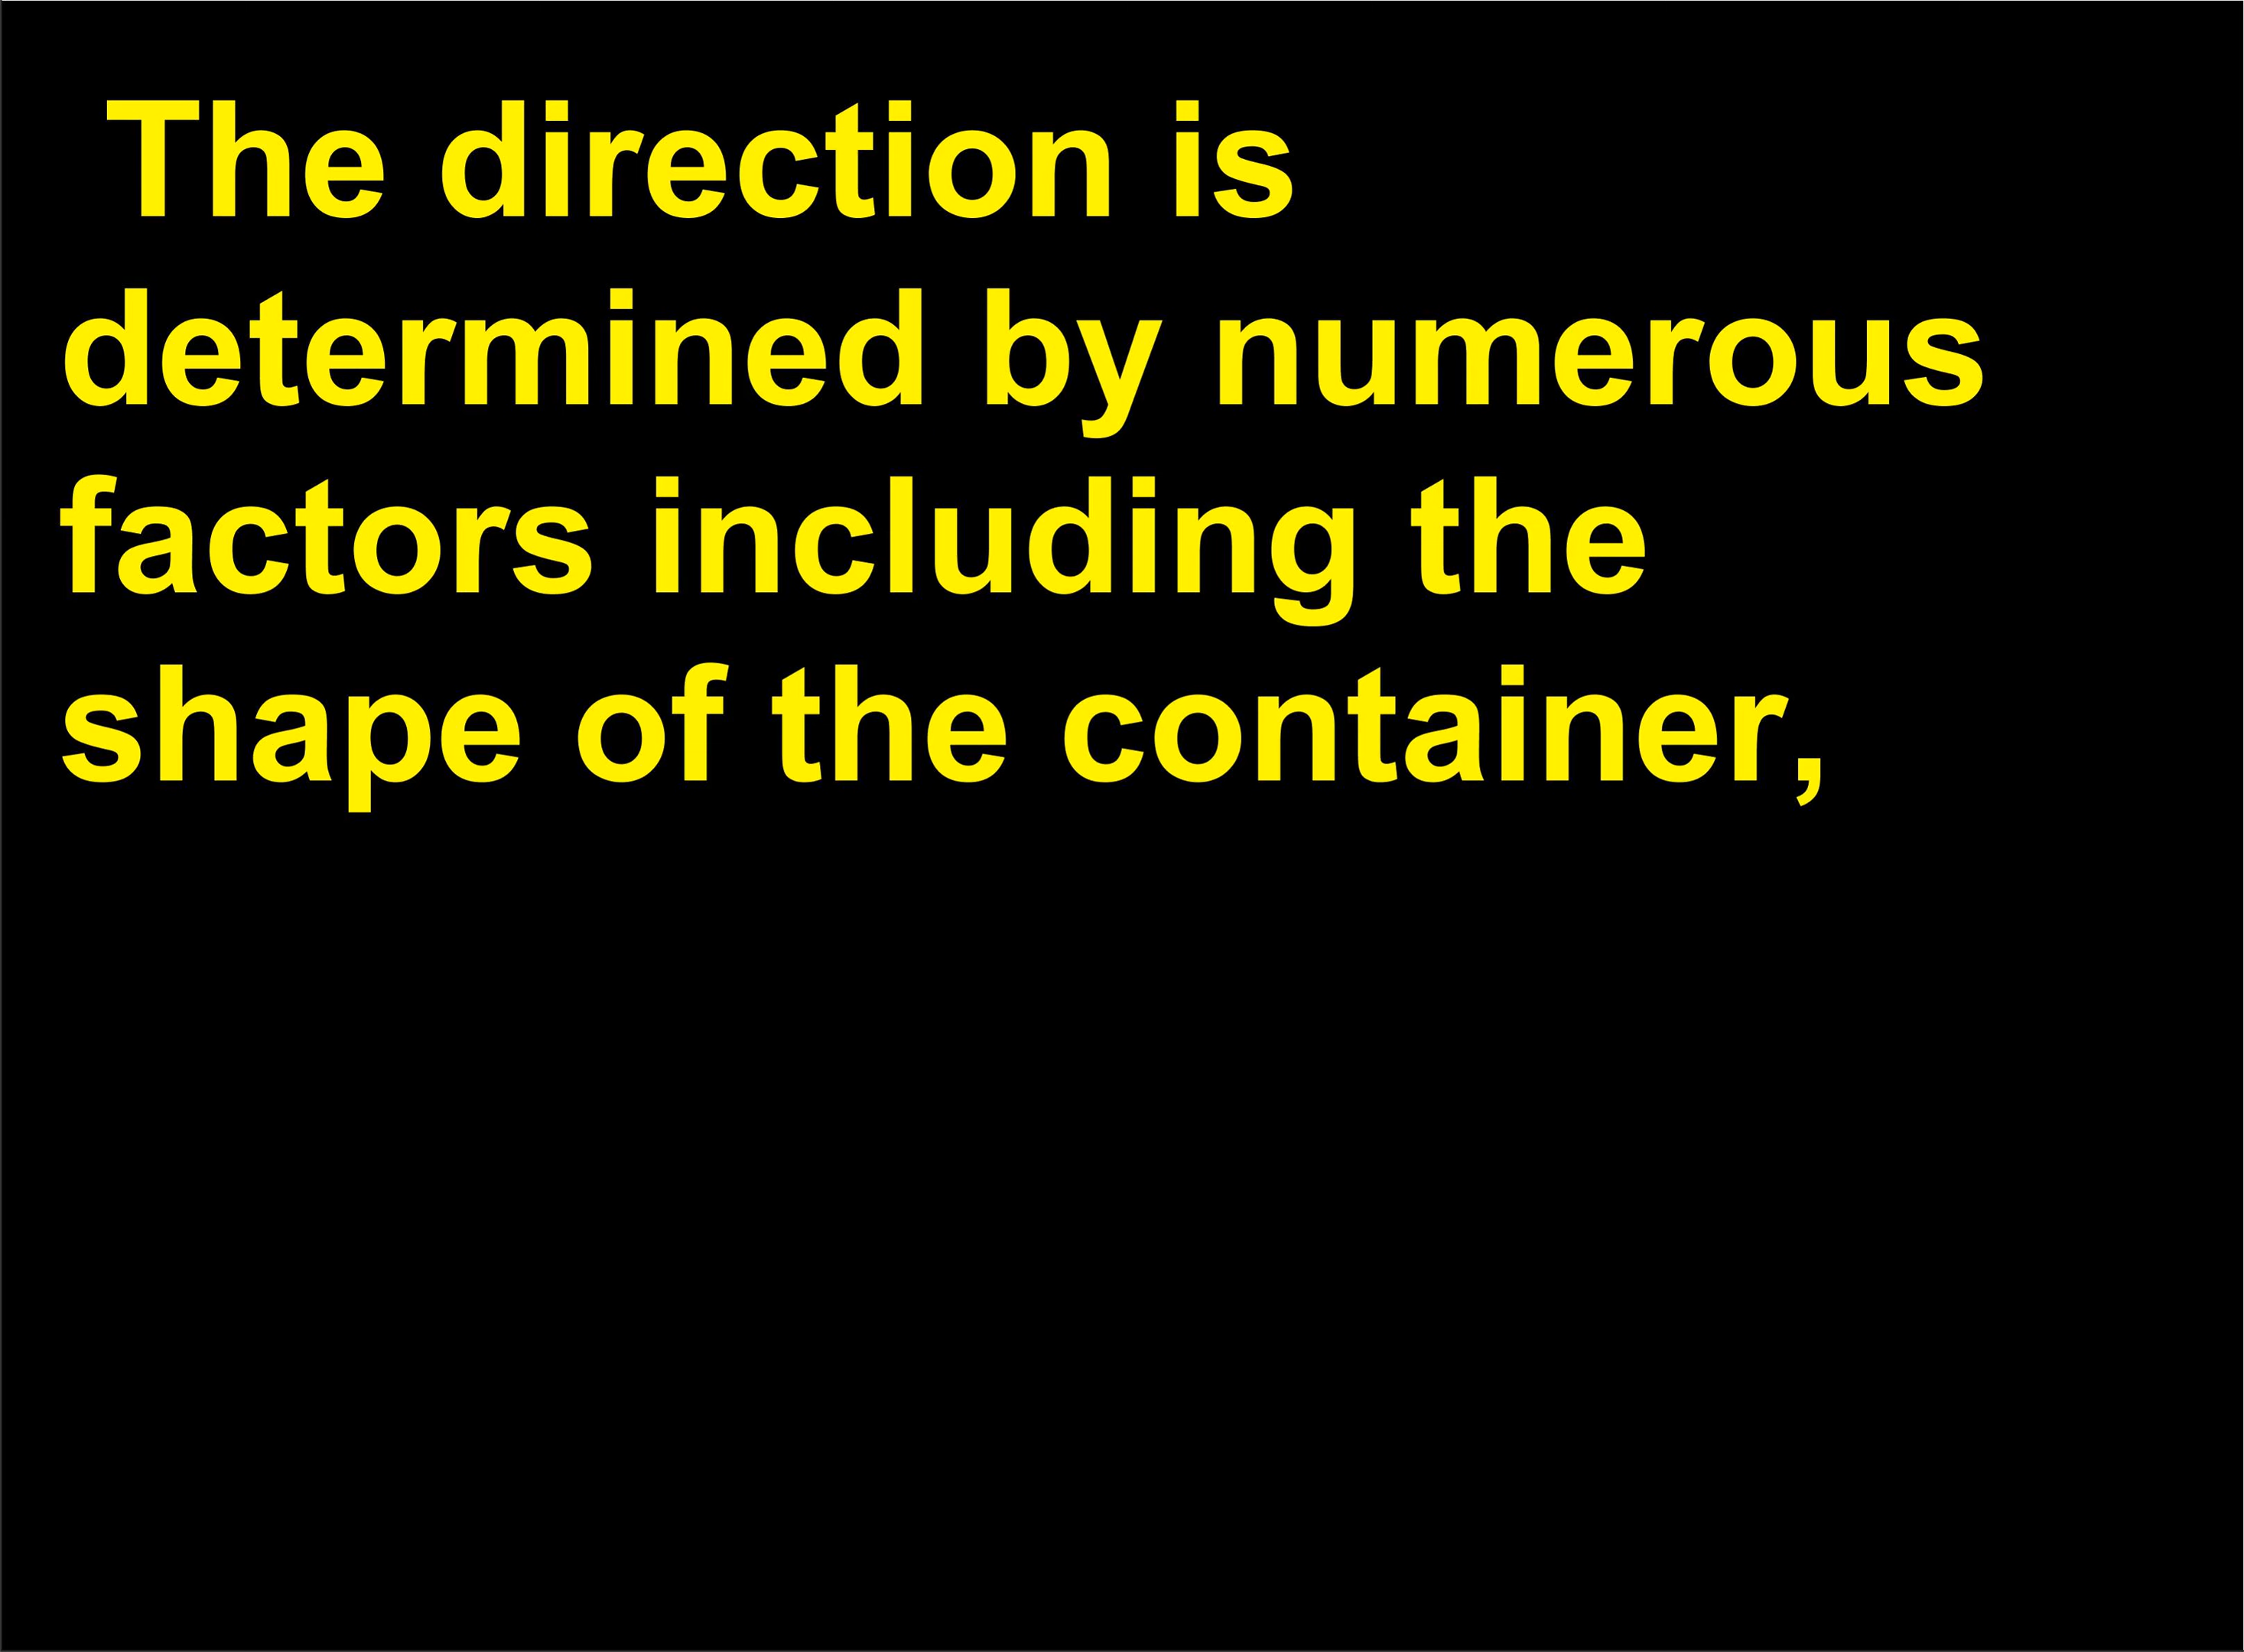 The direction is
determined by numerous
factors including the
shape of the container,